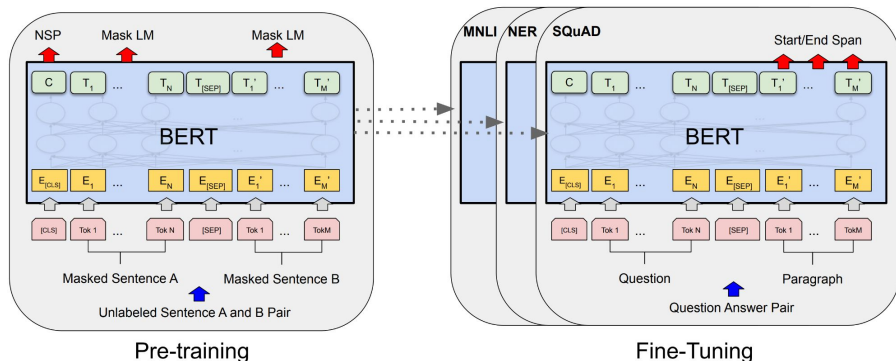 NSP Mask LM Mask LM
C T1 ... TN T[SEP] T1' ... TM'
...
BERT
...
E[CLS] E1 ... EN E[SEP] E1' ... EM'
[CLS] Tok 1 ... Tok N [SEP] Tok 1 ... TokM
Masked Sentence A Masked Sentence B
Unlabeled Sentence A and B Pair
Pre-training
MNLI NER SQuAD
Start/End Span
C T1 ... TN T[SEP] T1' ... TM'
...
BERT
...
E[CLS] E1 ... EN E[SEP] E1' ... EM'
[CLS] Tok 1 ... Tok N [SEP] Tok 1 ... TokM
Question Paragraph
Question Answer Pair
Fine-Tuning